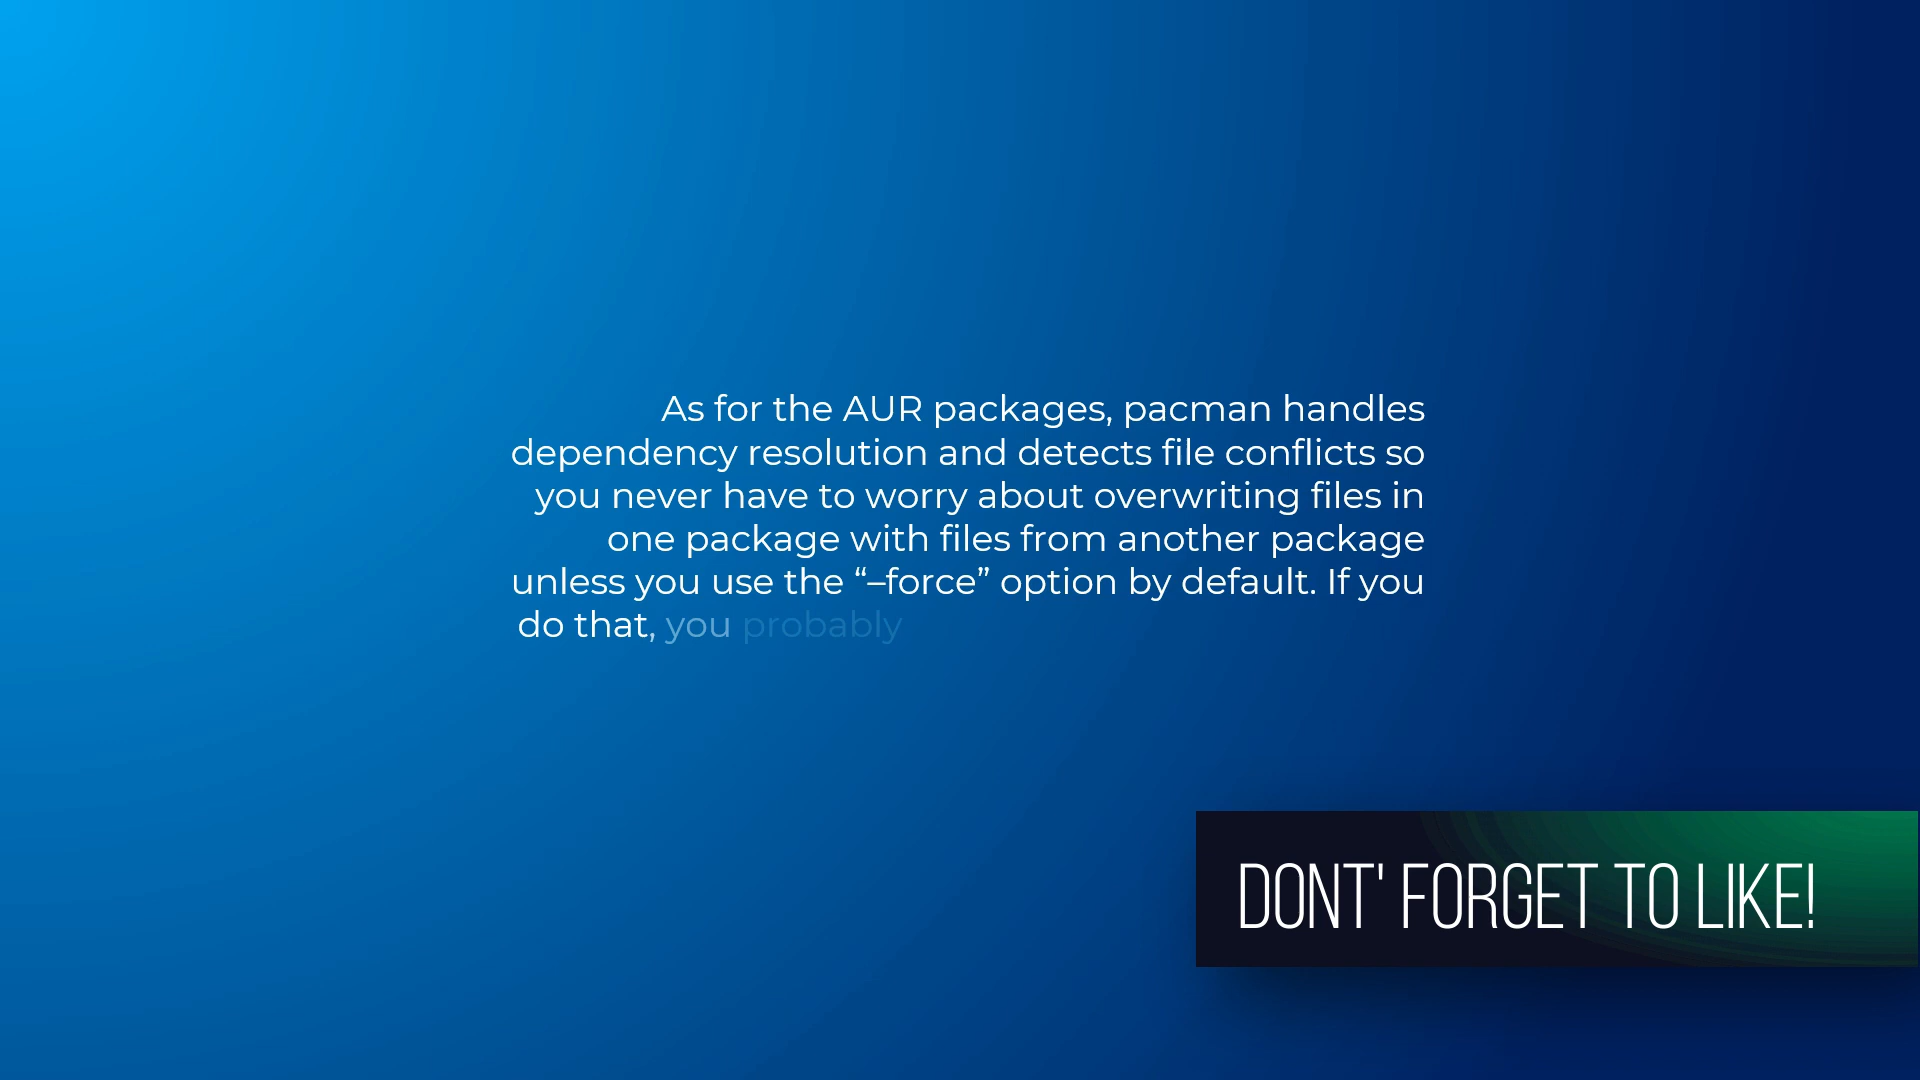 As for the AUR packages, pacman handles
dependency resolution and detects file conflicts so
you never have to worry about overwriting files in
one package with files from another package
unless you use the “–force” option by default. If you
do that, you probably
DONT' FORGET TO LIKE!